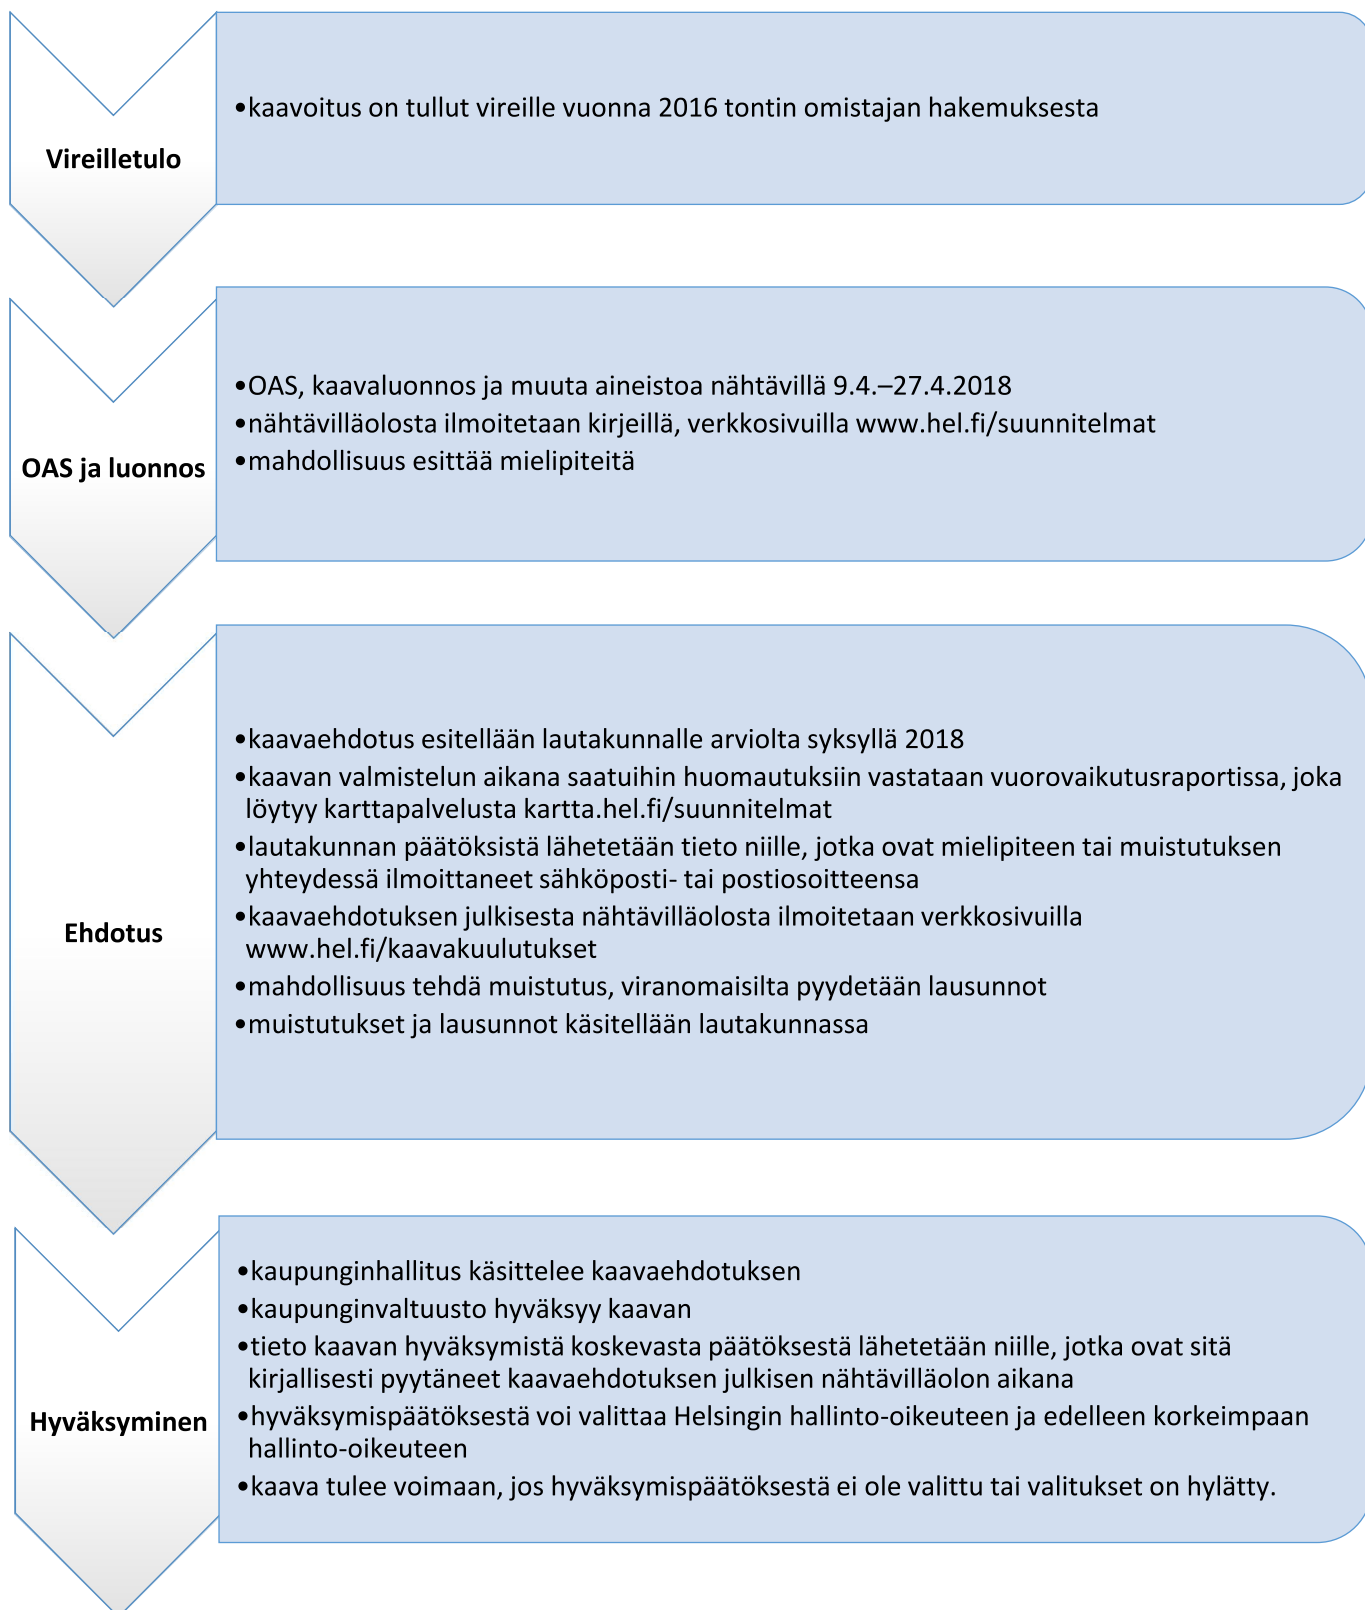 Vireilletulo
•kaavoitus on tullut vireille vuonna 2016 tontin omistajan hakemuksesta
OAS ja luonnos
•OAS, kaavaluonnos ja muuta aineistoa nähtävillä 9.4.–27.4.2018
•nähtävilläolosta ilmoitetaan kirjeillä, verkkosivuilla www.hel.fi/suunnitelmat
•mahdollisuus esittää mielipiteitä
Ehdotus
•kaavaehdotus esitellään lautakunnalle arviolta syksyllä 2018
•kaavan valmistelun aikana saatuihin huomautuksiin vastataan vuorovaikutusraportissa, joka
löytyy karttapalvelusta kartta.hel.fi/suunnitelmat
•lautakunnan päätöksistä lähetetään tieto niille, jotka ovat mielipiteen tai muistutuksen
yhteydessä ilmoittaneet sähköposti- tai postiosoitteensa
•kaavaehdotuksen julkisesta nähtävilläolosta ilmoitetaan verkkosivuilla
www.hel.fi/kaavakuulutukset
•mahdollisuus tehdä muistutus, viranomaisilta pyydetään lausunnot
•muistutukset ja lausunnot käsitellään lautakunnassa
Hyväksyminen
•kaupunginhallitus käsittelee kaavaehdotuksen
•kaupunginvaltuusto hyväksyy kaavan
•tieto kaavan hyväksymistä koskevasta päätöksestä lähetetään niille, jotka ovat sitä
kirjallisesti pyytäneet kaavaehdotuksen julkisen nähtävilläolon aikana
•hyväksymispäätöksestä voi valittaa Helsingin hallinto-oikeuteen ja edelleen korkeimpaan
hallinto-oikeuteen
•kaava tulee voimaan, jos hyväksymispäätöksestä ei ole valittu tai valitukset on hylätty.